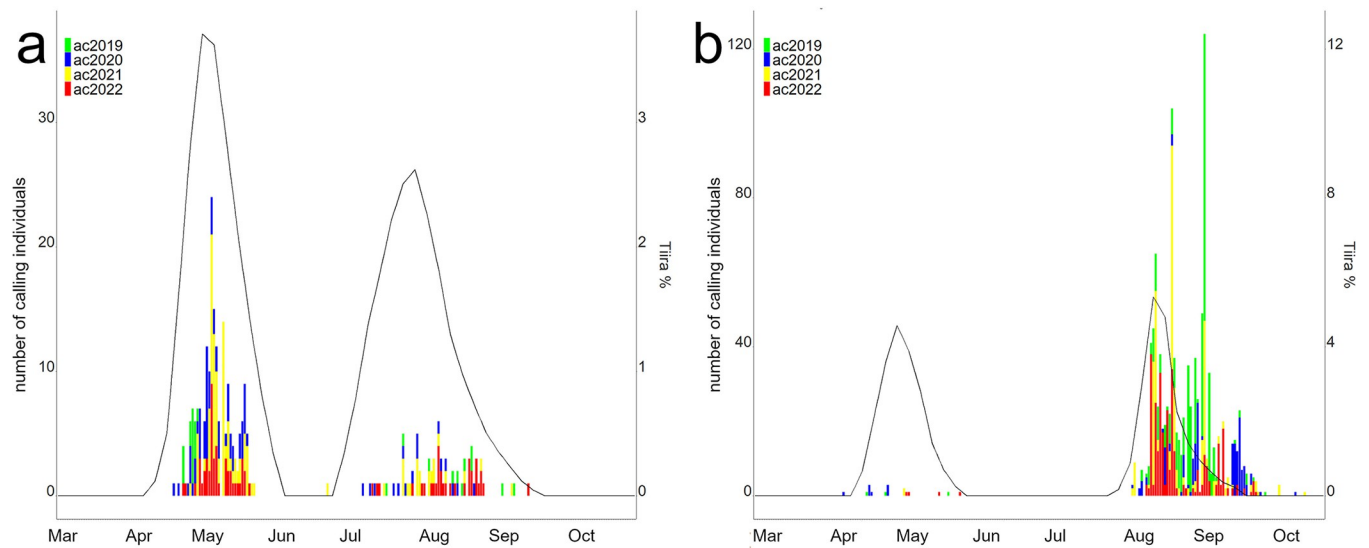 a
ac2019
ac2020
ac2021
ac2022
number of calling individuals
30
20
10
0
3
2
1
0
Tiira %
Mar Apr May Jun Jul Aug Sep Oct
b
ac2019
ac2020
ac2021
ac2022
number of calling individuals
120
80
40
0
12
8
4
0
Tiira %
Mar Apr May Jun Jul Aug Sep Oct